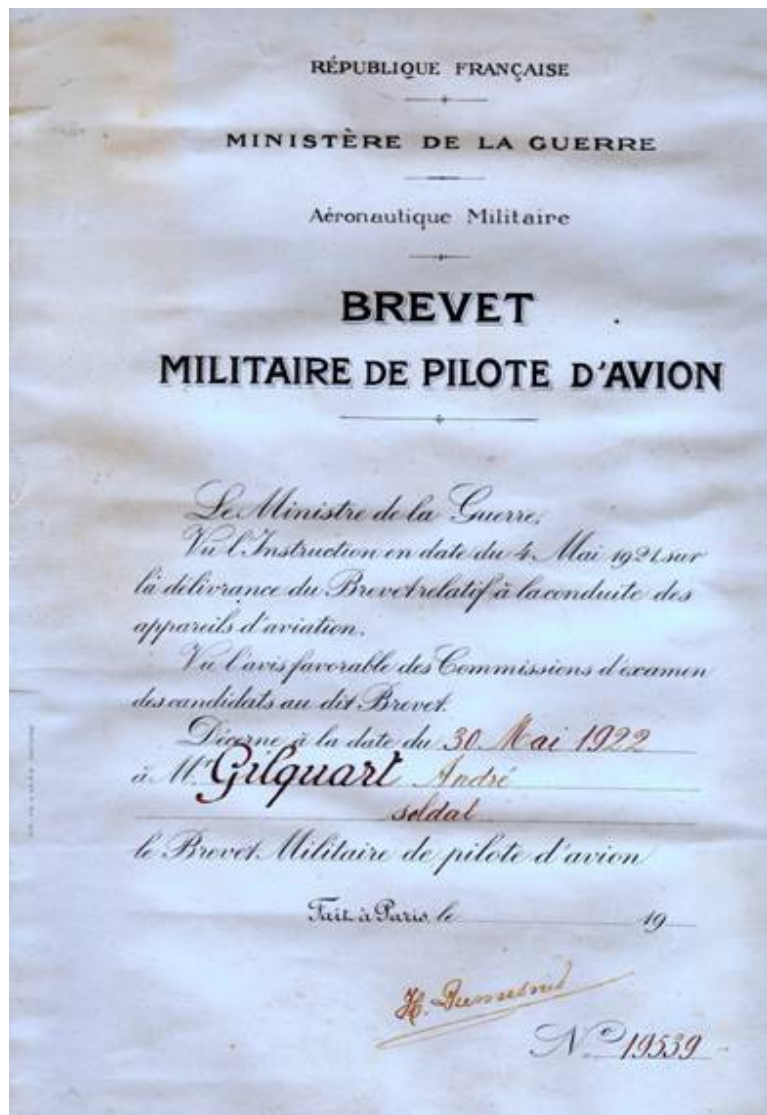 RÉPUBLIQUE FRANÇAISE
MINISTÈRE DE LA GUERRE
Aéronautique Militaire
BREVET
MILITAIRE DE PILOTE D'AVION
Le Ministre de la Guerre,
Vu l'Instruction en date du 4 Mai 1921, sur
la délivrance du Brevet relatif à la conduite des
appareils d'aviation.
Vu l'avis favorable des Commissions d'examen
des candidats au dit Brevet.
Décerne à la date du 30 Mai 1922
à Mr Gilquart André
soldat
le Brevet Militaire de pilote d'avion
Fait à Paris, le 19
H. Dumesnil
No 19539